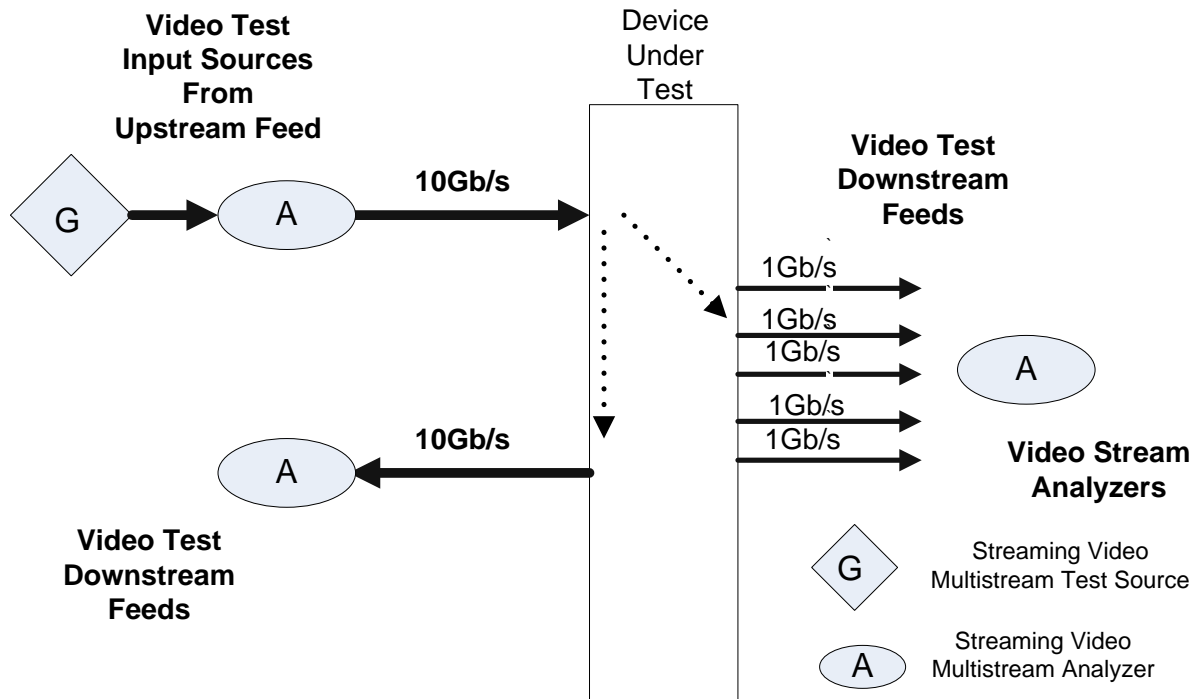 Video Test
Input Sources
From
Upstream Feed
Device
Under
Test
G
A
10Gb/s
Video Test
Downstream
Feeds
1Gb/s
1Gb/s
1Gb/s
1Gb/s
1Gb/s
A
Video Stream
Analyzers
A
10Gb/s
Video Test
Downstream
Feeds
G
Streaming Video
Multistream Test Source
A
Streaming Video
Multistream Analyzer